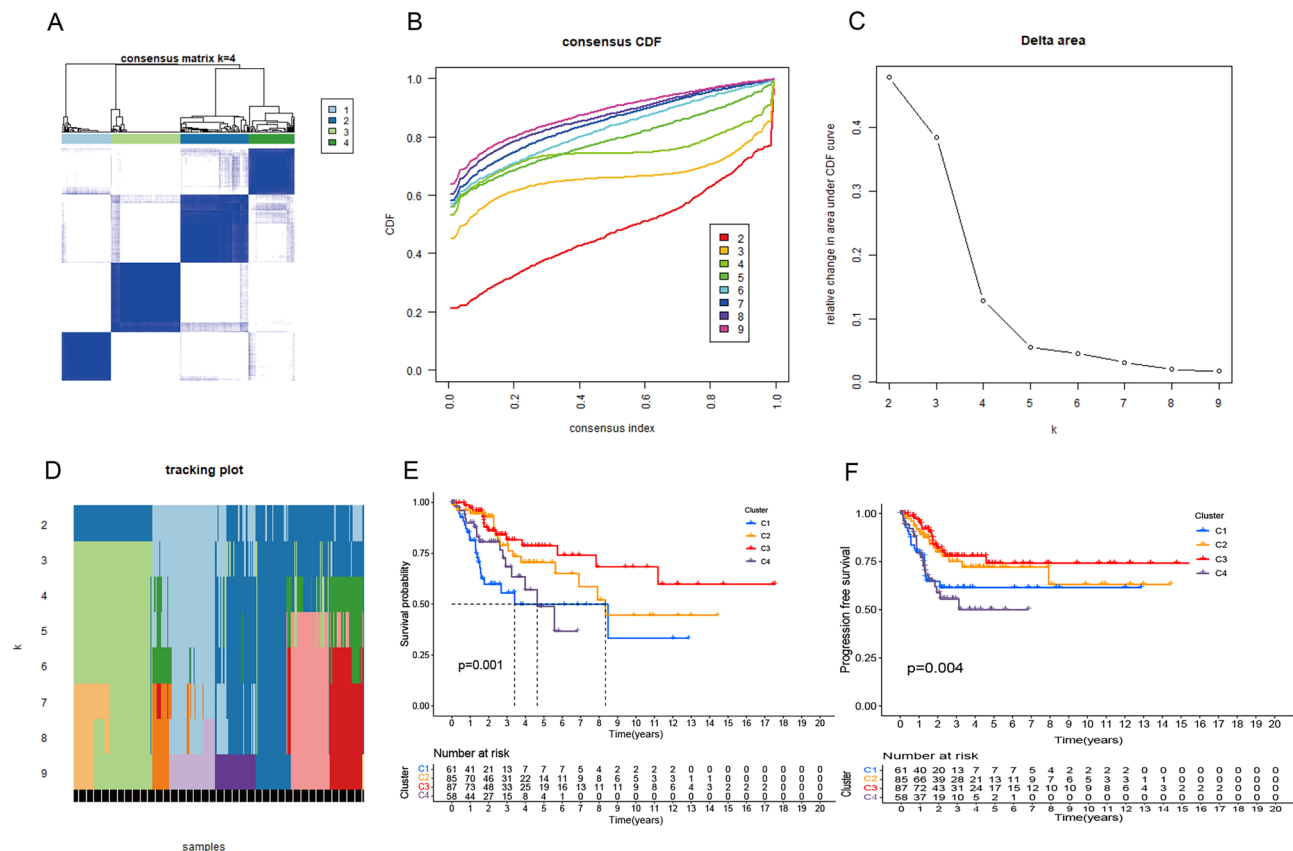 A
consensus matrix k=4
1
2
3
4
B
consensus CDF
CDF
1.0
0.8
0.6
0.4
0.2
0.0
2
3
4
5
6
7
8
9
0.0 0.2 0.4 0.6 0.8 1.0
consensus index
C
Delta area
relative change in area under CDF curve
0.4
0.3
0.2
0.1
0.0
2 3 4 5 6 7 8 9
k
D
tracking plot
k
2
3
4
5
6
7
8
9
samples
E
Survival probability
1.00
0.75
0.50
0.25
0.00
Cluster
C1
C2
C3
C4
p=0.001
0 1 2 3 4 5 6 7 8 9 10 11 12 13 14 15 16 17 18 19 20
Time(years)
Number at risk
Cluster
C1 61 41 21 13 7 7 7 5 4 2 2 2 2 0 0 0 0 0 0 0 0
C2 85 66 46 31 22 14 11 9 8 6 5 3 3 1 1 0 0 0 0 0 0
C3 87 73 48 33 25 19 16 13 11 11 9 8 6 4 3 2 2 2 0 0 0
C4 58 44 27 15 8 4 1 0 0 0 0 0 0 0 0 0 0 0 0 0 0
0 1 2 3 4 5 6 7 8 9 10 11 12 13 14 15 16 17 18 19 20
Time(years)
F
Progression free survival
1.00
0.75
0.50
0.25
0.00
Cluster
C1
C2
C3
C4
p=0.004
0 1 2 3 4 5 6 7 8 9 10 11 12 13 14 15 16 17 18 19 20
Time(years)
Number at risk
Cluster
C1 61 40 20 13 7 7 7 5 4 2 2 2 2 0 0 0 0 0 0 0 0
C2 85 66 39 28 21 13 11 9 7 6 5 3 3 1 1 0 0 0 0 0 0
C3 87 72 43 31 24 17 15 12 10 10 9 8 6 4 3 2 0 0 0 0 0
C4 58 37 19 10 5 2 1 0 0 0 0 0 0 0 0 0 0 0 0 0 0
0 1 2 3 4 5 6 7 8 9 10 11 12 13 14 15 16 17 18 19 20
Time(years)